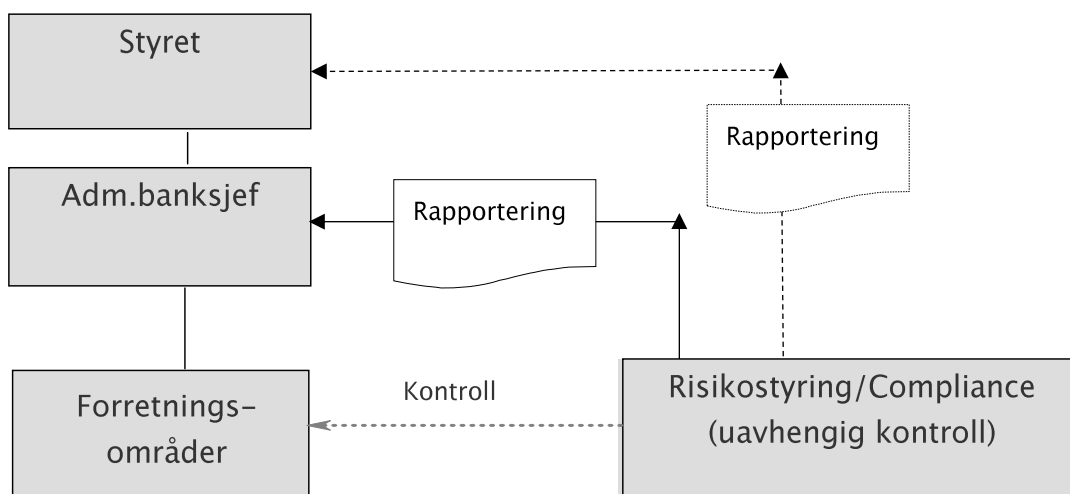 Styret
Rapportering
Adm.banksjef
Rapportering
Kontroll
Risikostyring/Compliance
(uavhengig kontroll)
Forretnings-
områder